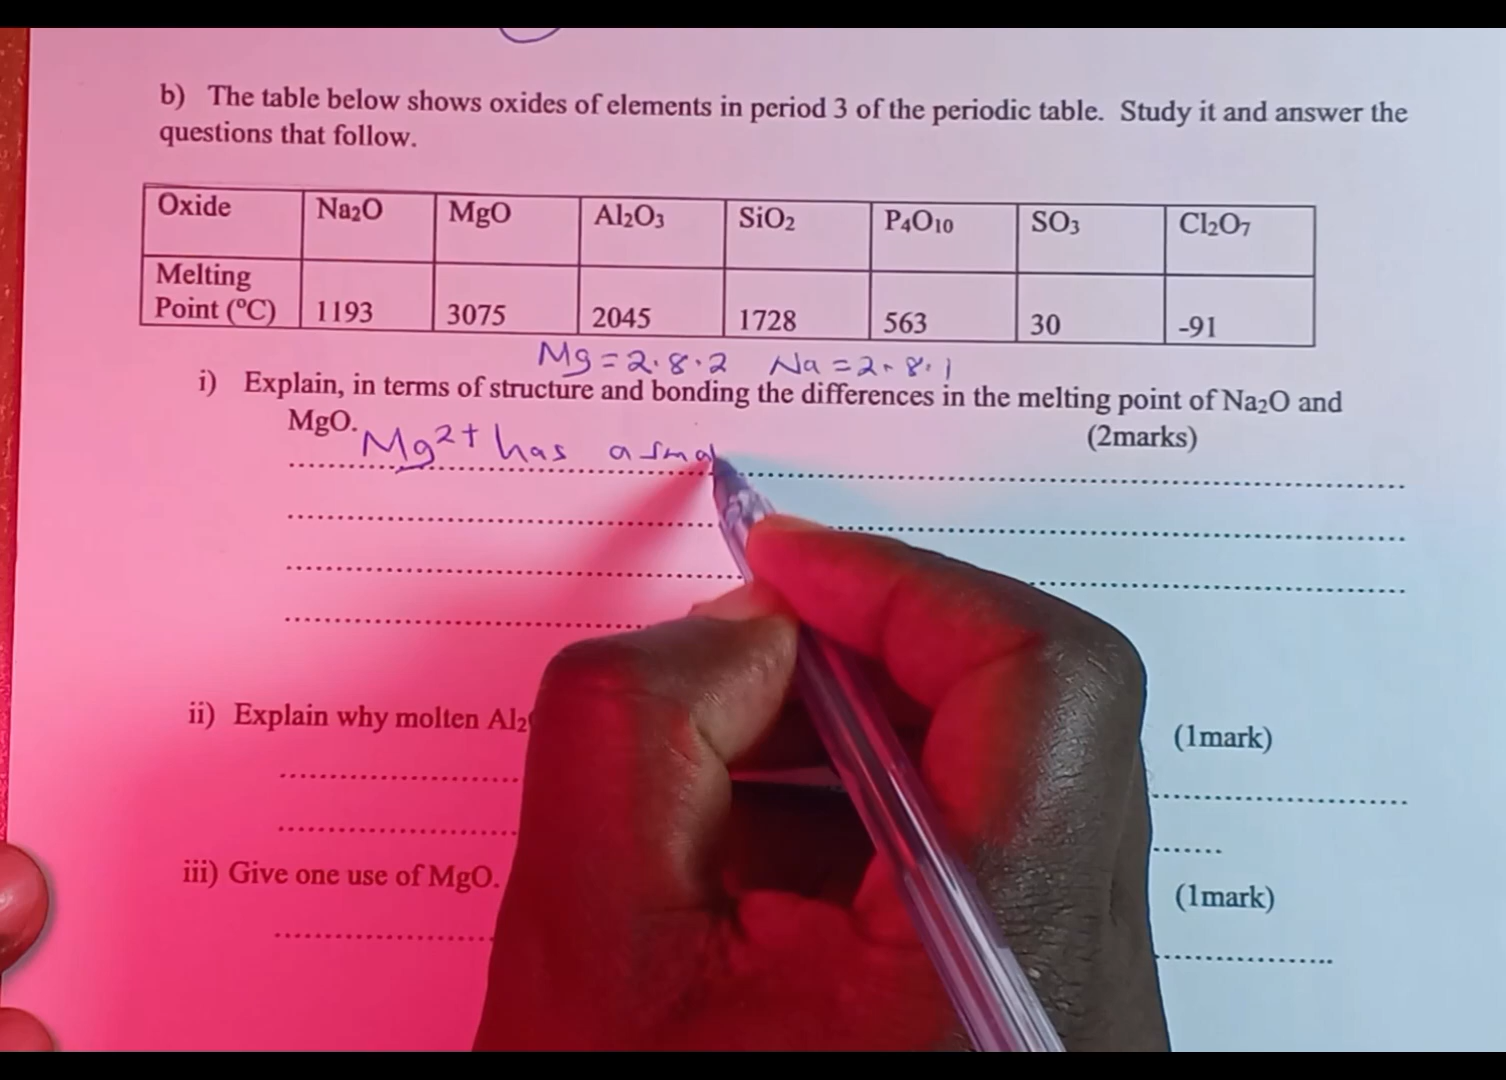 b) The table below shows oxides of elements in period 3 of the periodic table. Study it and answer the
questions that follow.
Oxide Na₂O MgO Al₂O₃ SiO₂ P₄O₁₀ SO₃ Cl₂O₇
Melting
Point (°C) 1193 3075 2045 1728 563 30 -91
Mg = 2.8.2 Na = 2.8.1
i) Explain, in terms of structure and bonding the differences in the melting point of Na₂O and
MgO. (2marks)
Mg²⁺ has a sma
ii) Explain why molten Al₂ (1mark)
iii) Give one use of MgO. (1mark)